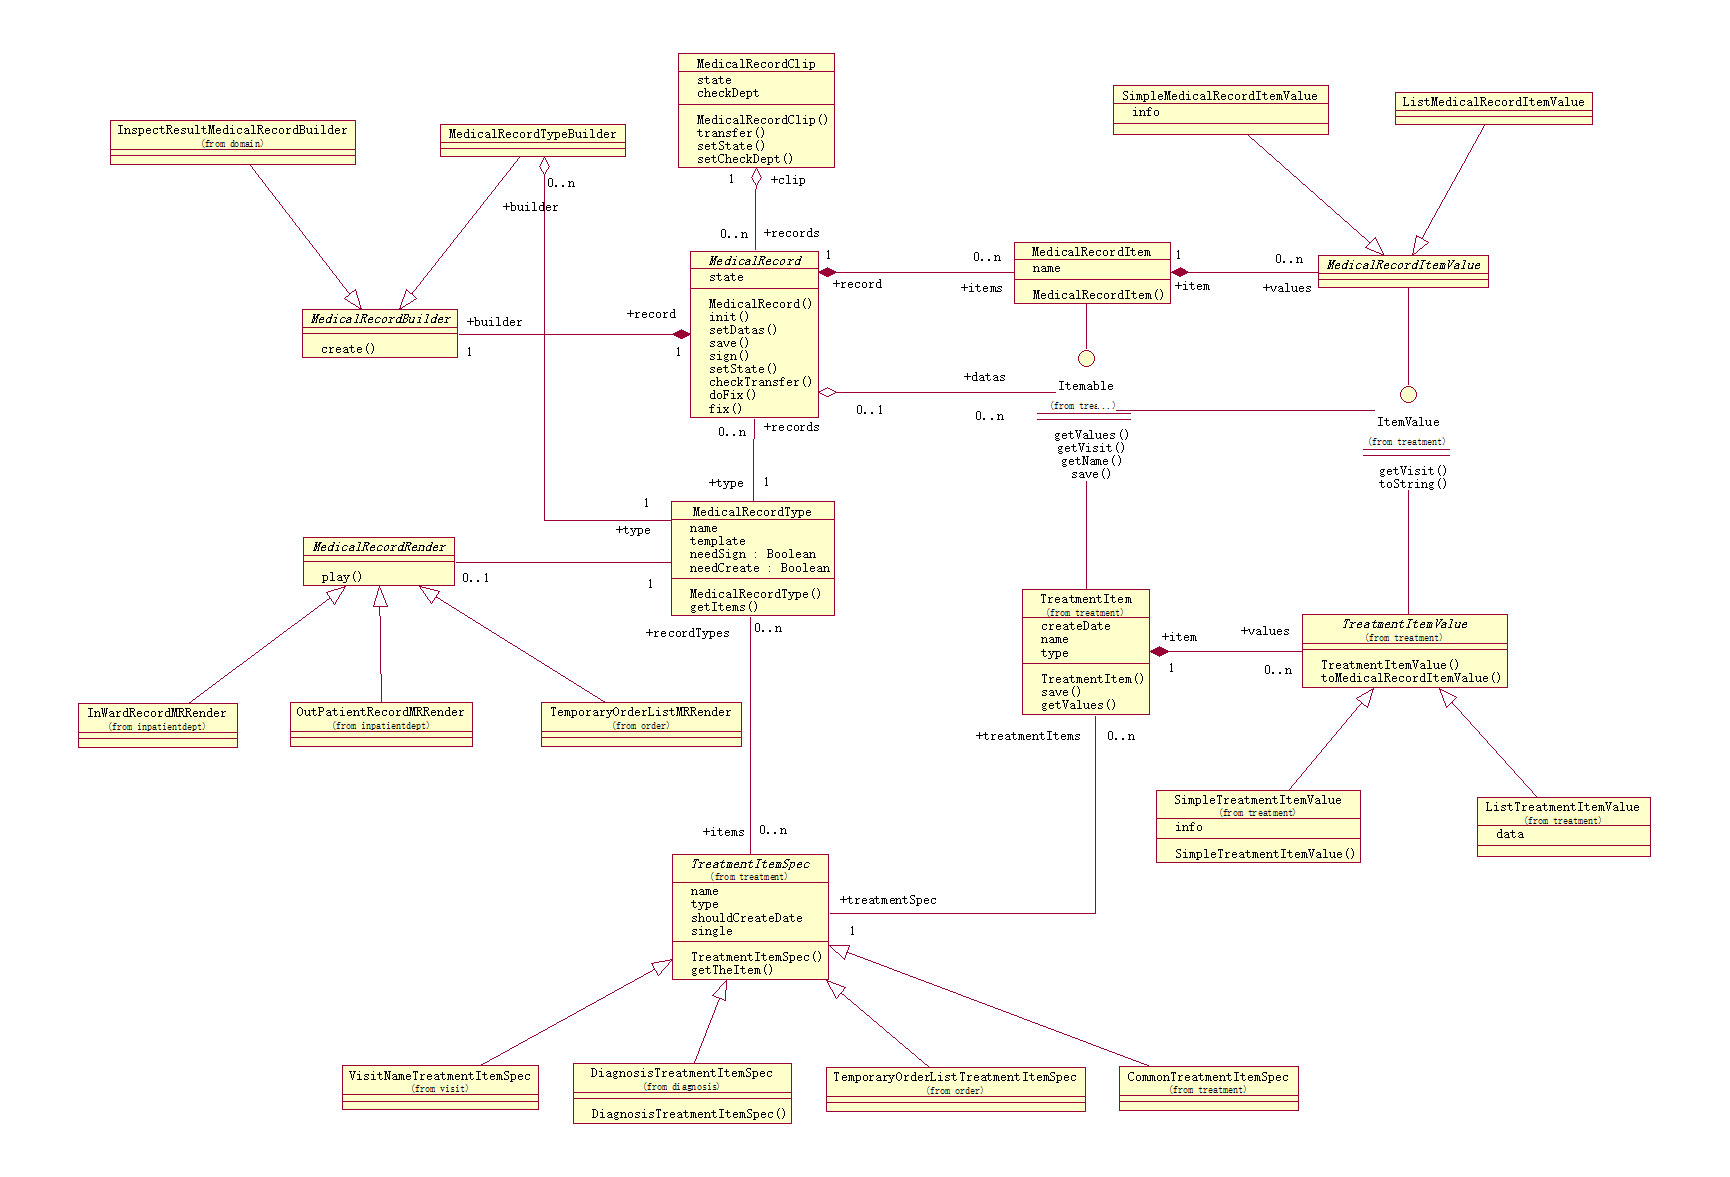 MedicalRecordClip
state
checkDept
MedicalRecordClip()
transfer()
setState()
setCheckDept()
1
+clip
0..n
+records
SimpleMedicalRecordItemValue
info
ListMedicalRecordItemValue
InspectResultMedicalRecordBuilder
(from domain)
MedicalRecordTypeBuilder
0..n
+builder
MedicalRecord
state
MedicalRecord()
init()
setDatas()
save()
sign()
setState()
checkTransfer()
doFix()
fix()
1
+record
0..n
+items
MedicalRecordItem
name
MedicalRecordItem()
1
+item
0..n
+values
MedicalRecordItemValue
MedicalRecordBuilder
create()
+builder
1
+record
1
+datas
0..1
0..n
Itemable
(from trea...)
getValues()
getVisit()
getName()
save()
ItemValue
(from treatment)
getVisit()
toString()
0..n
+records
+type
1
1
+type
MedicalRecordType
name
template
needSign : Boolean
needCreate : Boolean
MedicalRecordType()
getItems()
MedicalRecordRender
play()
0..1
1
+recordTypes
0..n
InWardRecordMRRender
(from inpatientdept)
OutPatientRecordMRRender
(from inpatientdept)
TemporaryOrderListMRRender
(from order)
TreatmentItem
(from treatment)
createDate
name
type
TreatmentItem()
save()
getValues()
+item
1
+values
0..n
TreatmentItemValue
(from treatment)
TreatmentItemValue()
toMedicalRecordItemValue()
+treatmentItems
0..n
SimpleTreatmentItemValue
(from treatment)
info
SimpleTreatmentItemValue()
ListTreatmentItemValue
(from treatment)
data
+items
0..n
TreatmentItemSpec
(from treatment)
name
type
shouldCreateDate
single
TreatmentItemSpec()
getTheItem()
+treatmentSpec
1
VisitNameTreatmentItemSpec
(from visit)
DiagnosisTreatmentItemSpec
(from diagnosis)
DiagnosisTreatmentItemSpec()
TemporaryOrderListTreatmentItemSpec
(from order)
CommonTreatmentItemSpec
(from treatment)